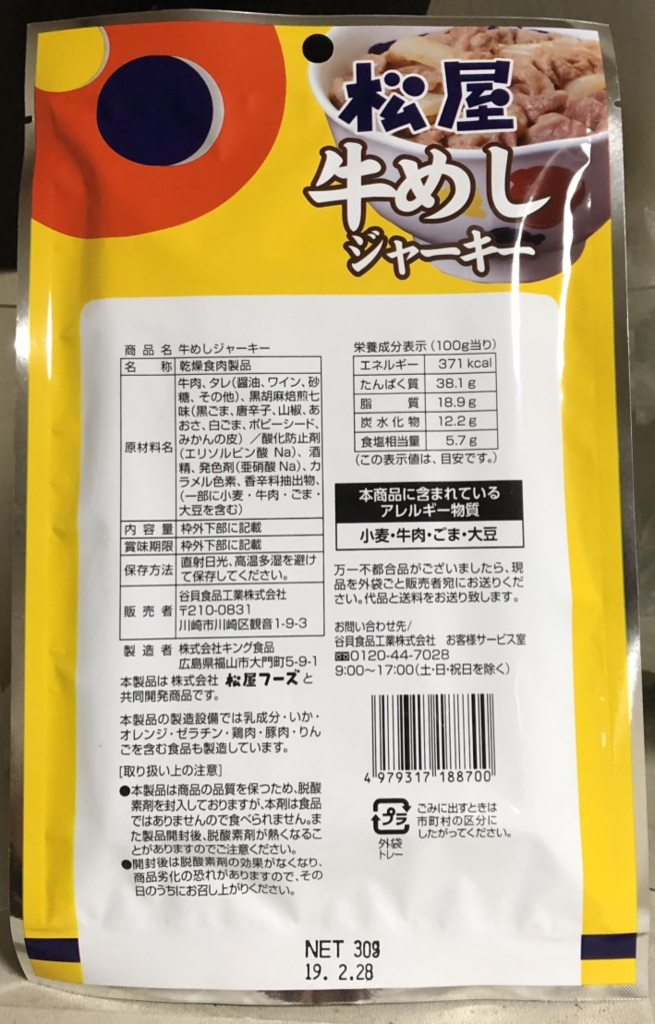 松屋
牛めし
ジャーキー
商品名 牛めしジャーキー
名称 乾燥食肉製品
原材料名
牛肉、タレ(醤油、ワイン、砂
糖、その他)、黒胡麻焙煎七
味(黒ごま、唐辛子、山椒、あ
おさ、白ごま、ポピーシード、
みかんの皮)/酸化防止剤
(エリソルビン酸 Na)、酒
精、発色剤(亜硝酸 Na)、カ
ラメル色素、香辛料抽出物、
(一部に小麦・牛肉・ごま・
大豆を含む)
内容量 枠外下部に記載
賞味期限 枠外下部に記載
保存方法
直射日光、高温多湿を避け
て保存してください。
販売者
谷貝食品工業株式会社
〒210-0831
川崎市川崎区観音1-9-3
製造者 株式会社キング食品
広島県福山市大門町5-9-1
本製品は 株式会社 松屋フーズ と
共同開発商品です。
本製品の製造設備では乳成分・いか・
オレンジ・ゼラチン・鶏肉・豚肉・りん
ごを含む食品も製造しています。
[取り扱い上の注意]
●本製品は商品の品質を保つため、脱酸
素剤を封入しておりますが、本剤は食品
ではありませんので食べられません。ま
た製品開封後、脱酸素剤が熱くなるこ
とがありますのでご注意ください。
●開封後は脱酸素剤の効果がなくなり、
商品劣化の恐れがありますので、その
日のうちにお召し上がりください。
栄養成分表示(100g当り)
エネルギー 371 kcal
たんぱく質 38.1 g
脂質 18.9 g
炭水化物 12.2 g
食塩相当量 5.7 g
(この表示値は、目安です。)
本商品に含まれている
アレルギー物質
小麦・牛肉・ごま・大豆
万一不都合品がございましたら、現
品を外袋ごと販売者宛にお送りくだ
さい。代品と送料をお送り致します。
お問い合わせ先/
谷貝食品工業株式会社 お客様サービス室
0120-44-7028
9:00〜17:00(土・日・祝日を除く)
4 979317 188700
プラ
外袋
トレー
ごみに出すときは
市町村の区分に
したがってください。
NET 30g
19. 2.28